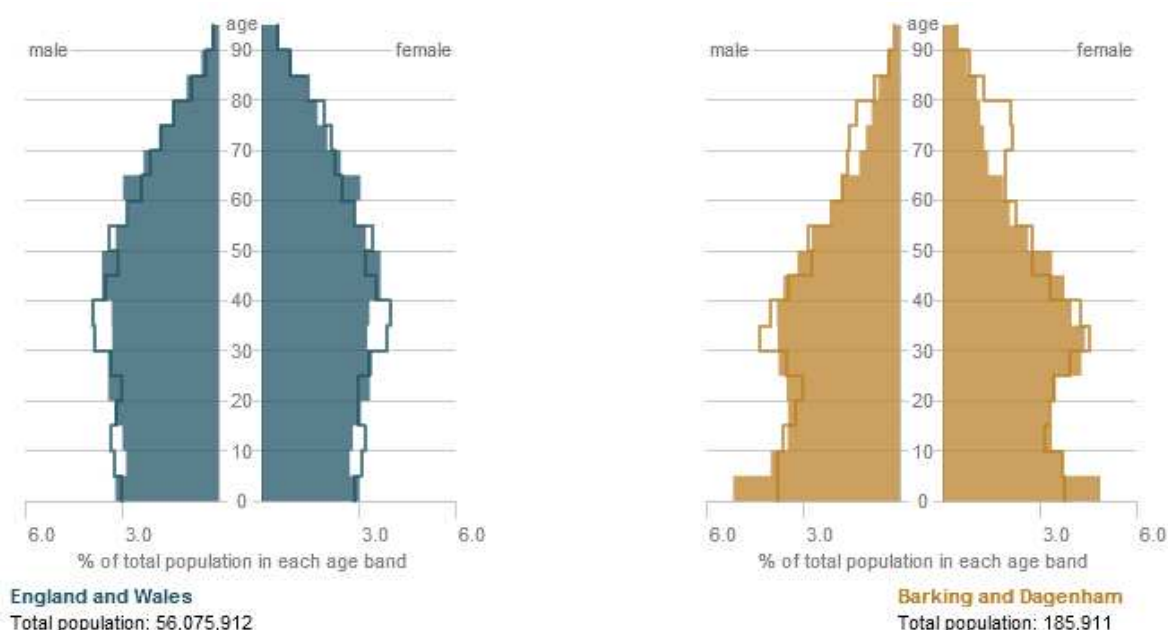 age
male 90 female
80
70
60
50
40
30
20
10
0
6.0 3.0 3.0 6.0
% of total population in each age band
England and Wales
Total population: 56,075,912
age
male 90 female
80
70
60
50
40
30
20
10
0
6.0 3.0 3.0 6.0
% of total population in each age band
Barking and Dagenham
Total population: 185,911